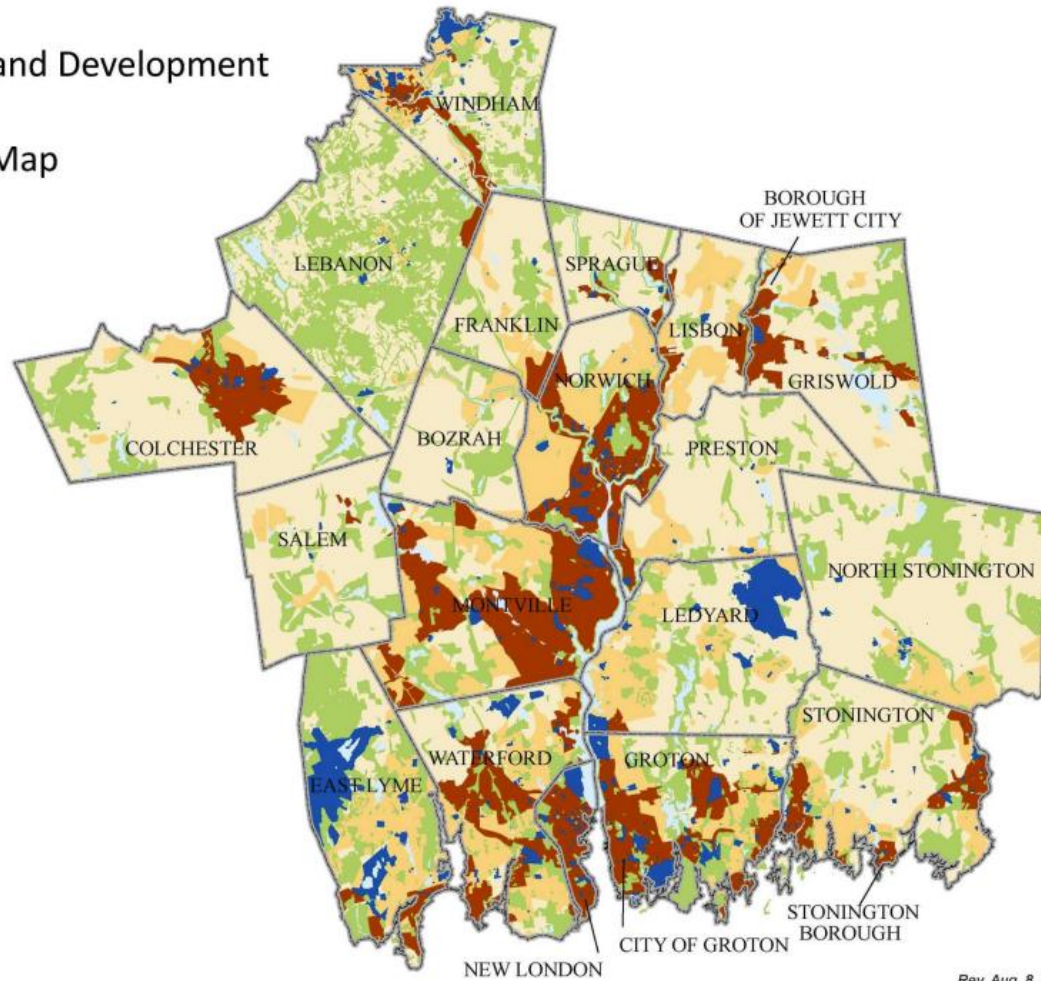 and Development
Map
WINDHAM
BOROUGH
OF JEWETT CITY
LEBANON
SPRAGUE
FRANKLIN
LISBON
NORWICH
GRISWOLD
COLCHESTER
BOZRAH
PRESTON
SALEM
NORTH STONINGTON
MONTVILLE
LEDYARD
STONINGTON
WATERFORD
GROTON
EAST LYME
STONINGTON
BOROUGH
CITY OF GROTON
NEW LONDON
Rev. Aug. 8